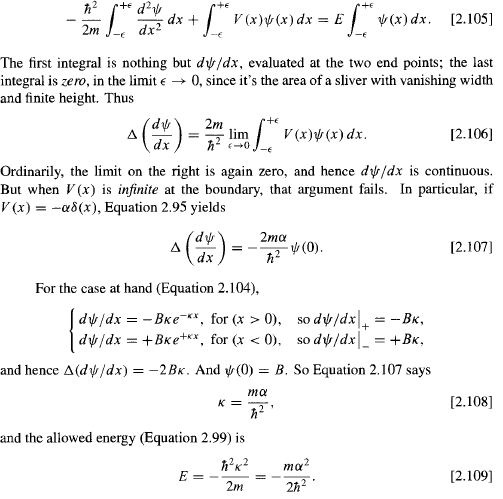 − ℏ²/2m ∫_{−ϵ}^{+ϵ} d²ψ/dx² dx + ∫_{−ϵ}^{+ϵ} V(x)ψ(x) dx = E ∫_{−ϵ}^{+ϵ} ψ(x) dx. [2.105]
The first integral is nothing but dψ/dx, evaluated at the two end points; the last
integral is zero, in the limit ϵ → 0, since it's the area of a sliver with vanishing width
and finite height. Thus
Δ(dψ/dx) = 2m/ℏ² lim_{ϵ→0} ∫_{−ϵ}^{+ϵ} V(x)ψ(x) dx. [2.106]
Ordinarily, the limit on the right is again zero, and hence dψ/dx is continuous.
But when V(x) is infinite at the boundary, that argument fails. In particular, if
V(x) = −αδ(x), Equation 2.95 yields
Δ(dψ/dx) = − 2mα/ℏ² ψ(0). [2.107]
For the case at hand (Equation 2.104),
{ dψ/dx = −Bκe^{−κx}, for (x > 0), so dψ/dx|₊ = −Bκ,
dψ/dx = +Bκe^{+κx}, for (x < 0), so dψ/dx|₋ = +Bκ,
and hence Δ(dψ/dx) = −2Bκ. And ψ(0) = B. So Equation 2.107 says
κ = mα/ℏ², [2.108]
and the allowed energy (Equation 2.99) is
E = − ℏ²κ²/2m = − mα²/2ℏ². [2.109]